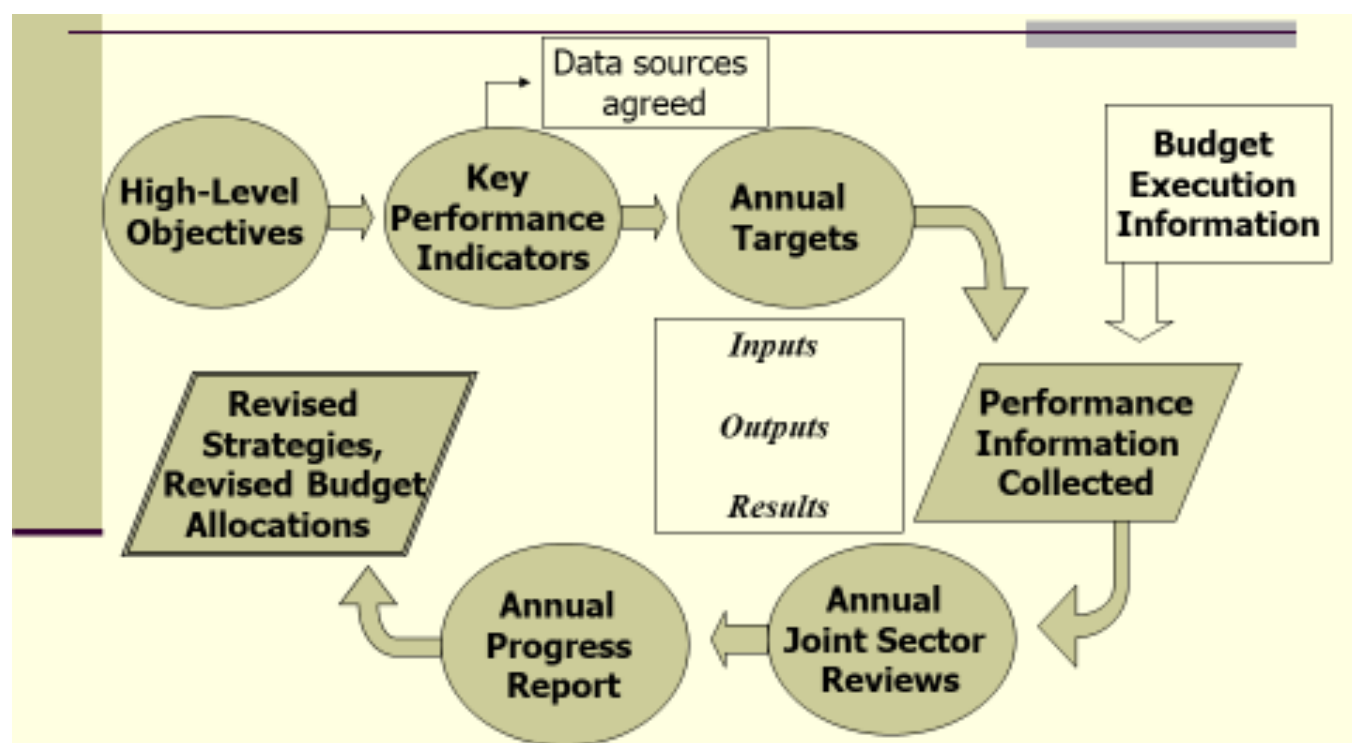 Data sources
agreed
High-Level
Objectives
Key
Performance
Indicators
Annual
Targets
Budget
Execution
Information
Inputs
Outputs
Results
Performance
Information
Collected
Revised
Strategies,
Revised Budget
Allocations
Annual
Progress
Report
Annual
Joint Sector
Reviews